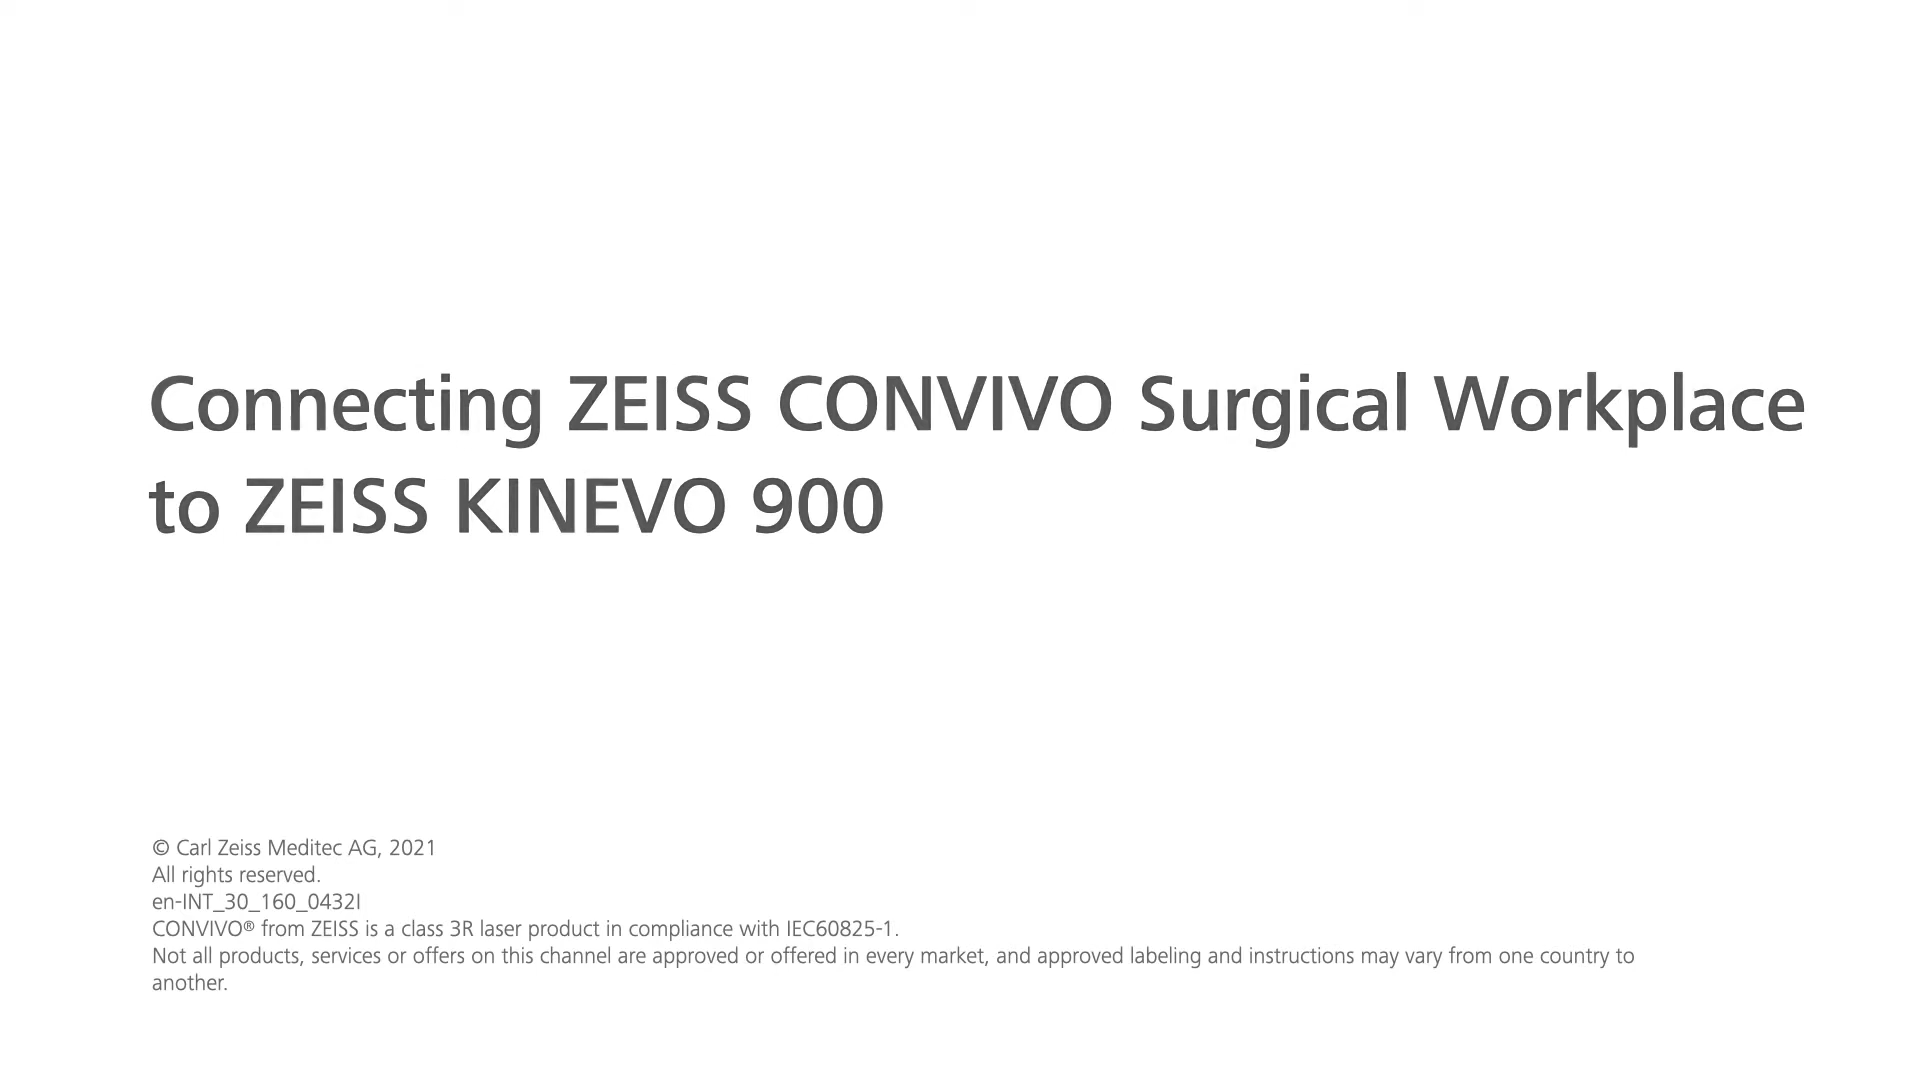 Connecting ZEISS CONVIVO Surgical Workplace
to ZEISS KINEVO 900
© Carl Zeiss Meditec AG, 2021
All rights reserved.
en-INT_30_160_0432I
CONVIVO® from ZEISS is a class 3R laser product in compliance with IEC60825-1.
Not all products, services or offers on this channel are approved or offered in every market, and approved labeling and instructions may vary from one country to
another.